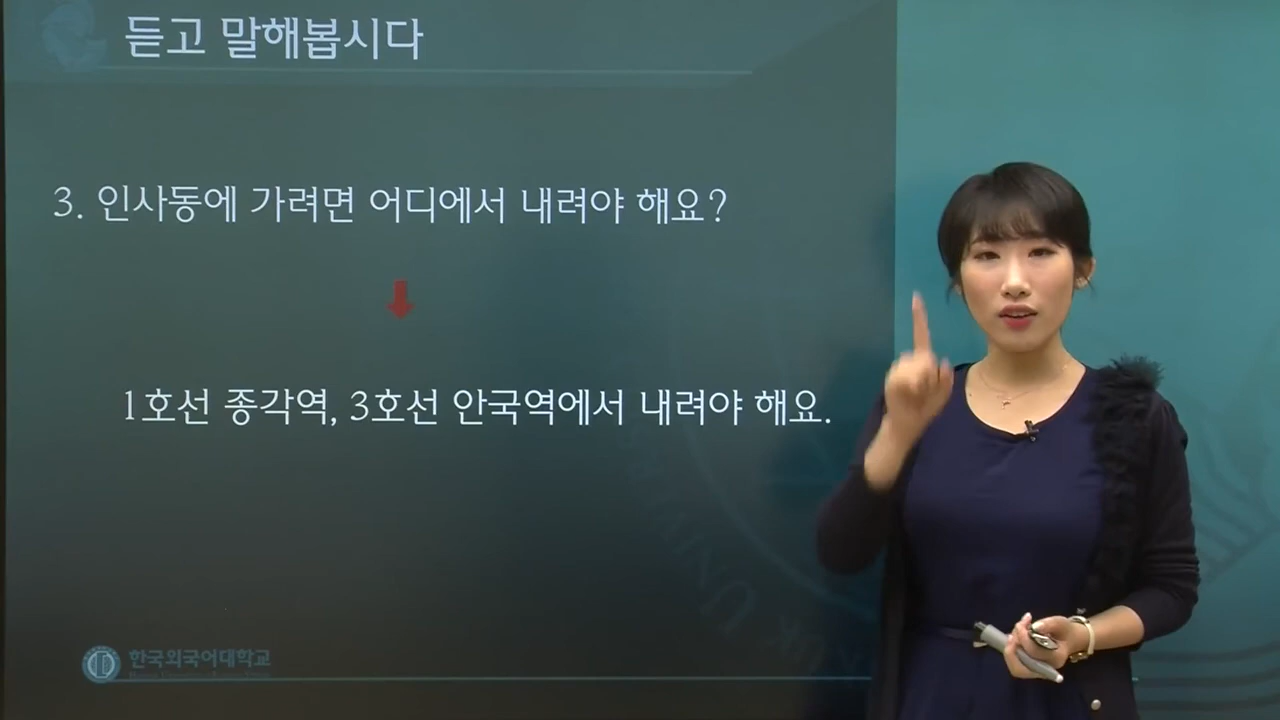 듣고 말해봅시다
3. 인사동에 가려면 어디에서 내려야 해요?
1호선 종각역, 3호선 안국역에서 내려야 해요.
한국외국어대학교